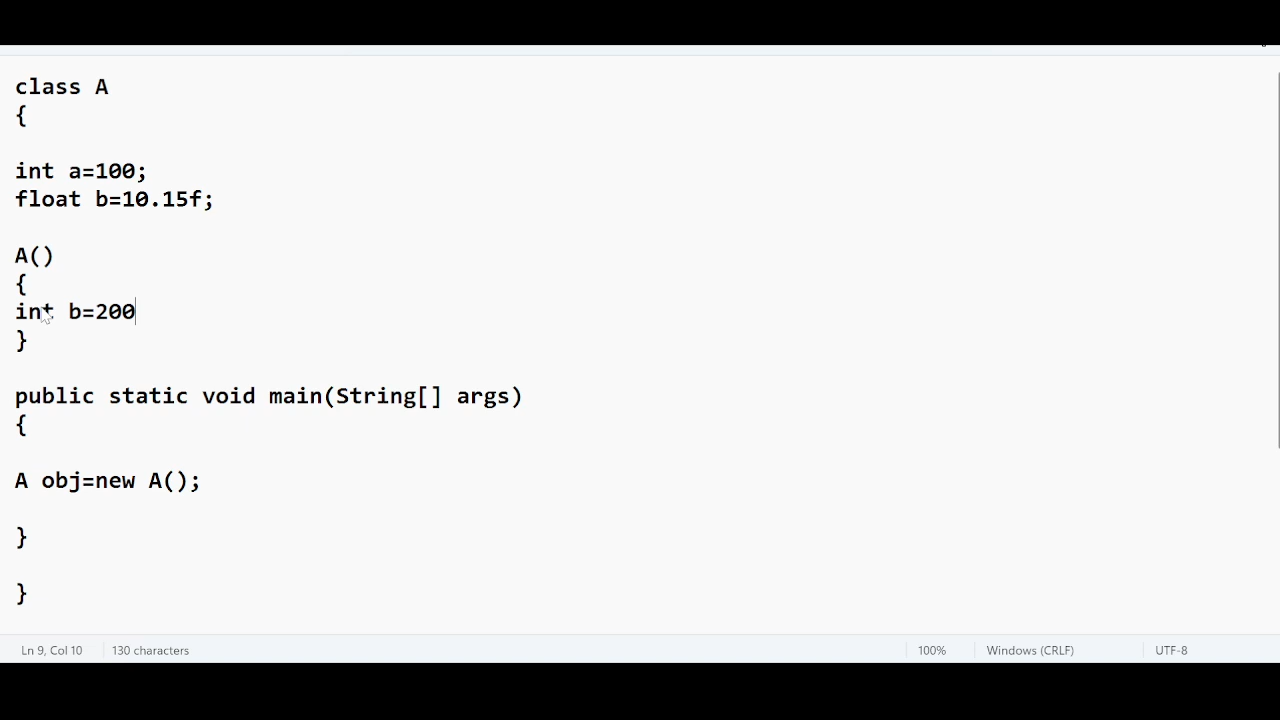 class A
{
int a=100;
float b=10.15f;
A()
{
int b=200
}
public static void main(String[] args)
{
A obj=new A();
}
}
Ln 9, Col 10
130 characters
100%
Windows (CRLF)
UTF-8